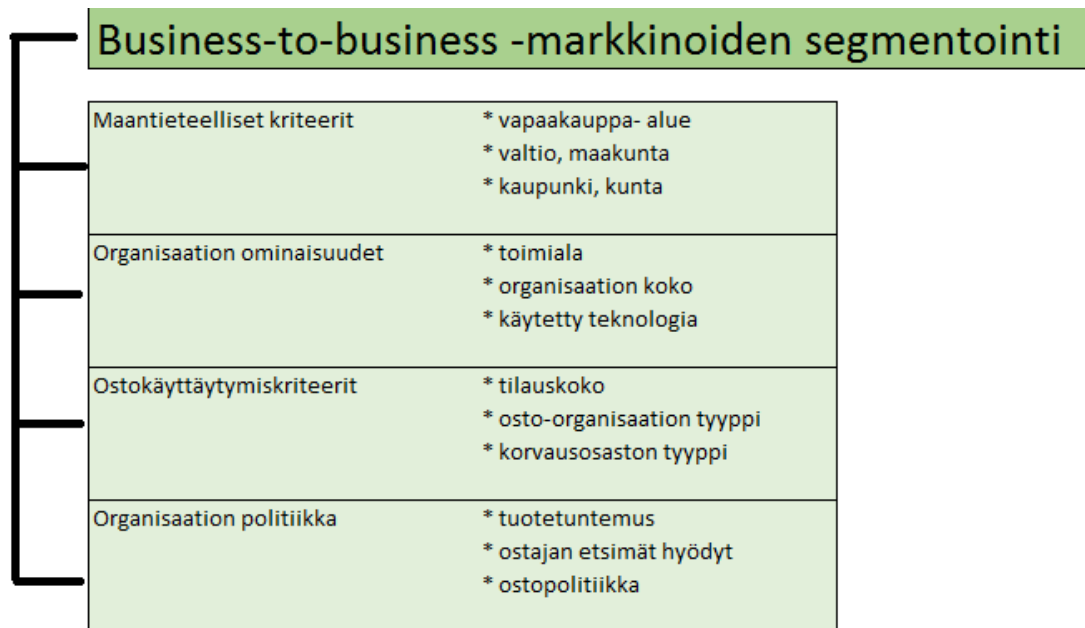 Business-to-business -markkinoiden segmentointi
Maantieteelliset kriteerit * vapaakauppa- alue
* valtio, maakunta
* kaupunki, kunta
Organisaation ominaisuudet * toimiala
* organisaation koko
* käytetty teknologia
Ostokäyttäytymiskriteerit * tilauskoko
* osto-organisaation tyyppi
* korvausosaston tyyppi
Organisaation politiikka * tuotetuntemus
* ostajan etsimät hyödyt
* ostopolitiikka